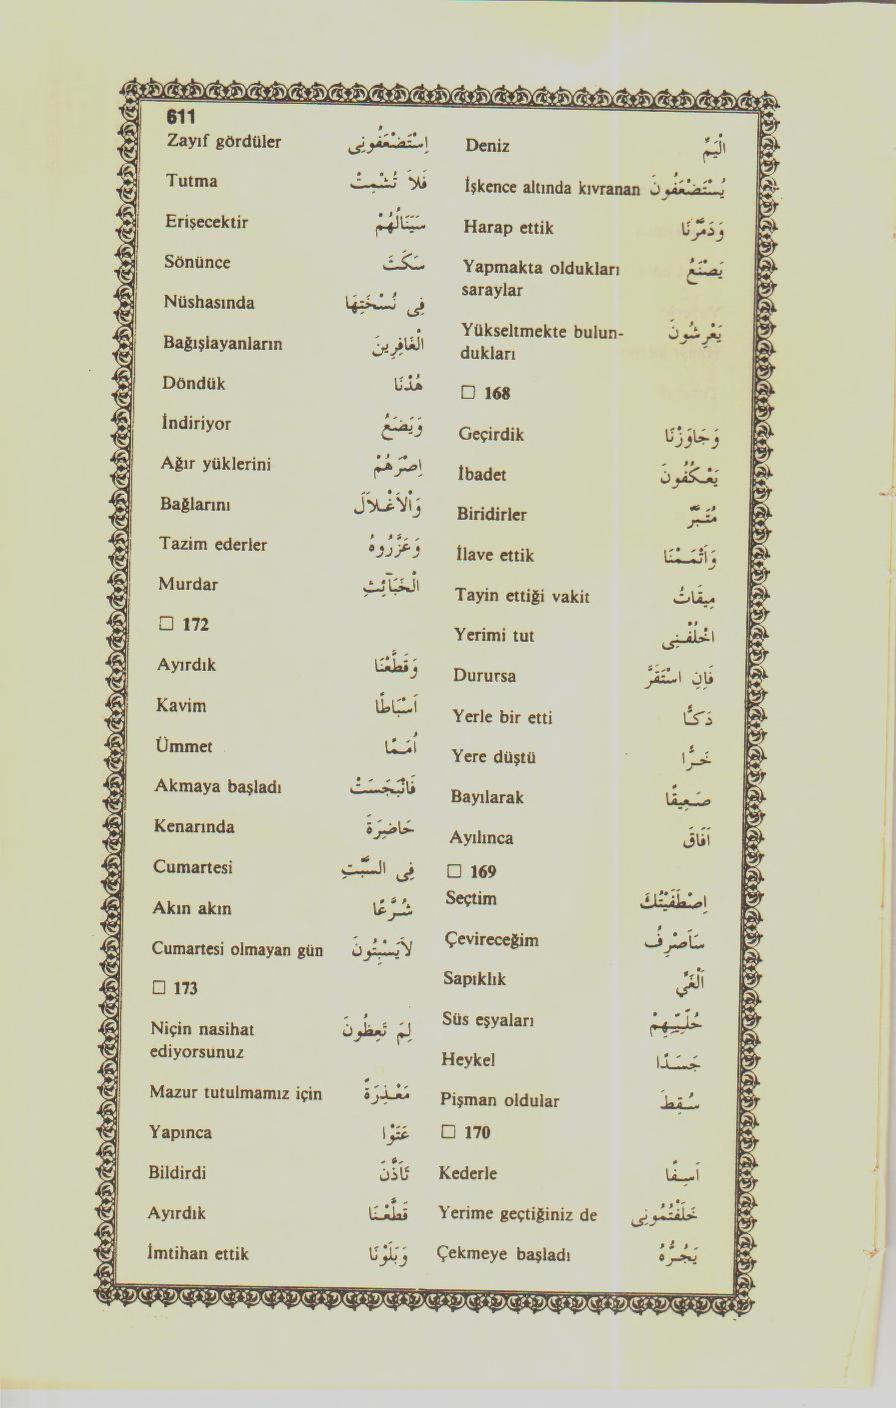 611
Deniz الْيَمِّ
İşkence altında kıvranan يُسْتَضْعَفُونَ
Harap ettik وَدَمَّرْنَا
Yapmakta oldukları يَصْنَعُ
saraylar
Yükseltmekte bulun- يَعْرِشُونَ
dukları
□ 168
Geçirdik وَجَاوَزْنَا
İbadet يَعْكُفُونَ
Biridirler مُتَبَّرٌ
İlave ettik وَاَتْمَمْنَا
Tayin ettiği vakit مِيقَاتُ
Yerimi tut اخْلُفْنِى
Durursa فَاِنِ اسْتَقَرَّ
Yerle bir etti دَكًّا
Yere düştü خَرَّا
Bayılarak صَعِيقًا
Ayılınca اَفَاقَ
□ 169
Seçtim اِصْطَفَيْتُكَ
Çevireceğim سَاَصْرِفُ
Sapıklık اَلْغَيِّ
Süs eşyaları حُلِيِّهِمْ
Heykel جَسَدًا
Pişman oldular سُقِطَ
□ 170
Kederle اَسِفًا
Yerime geçtiğiniz de خَلَفْتُمُونِى
Çekmeye başladı يَجُرُّهُ
Zayıf gördüler اِسْتَضْعَفُونِى
Tutma فَلَا تُشْمِتْ
Erişecektir سَيَنَالُهُمْ
Sönünce سَكَتَ
Nüshasında فِى نُسْخَتِهَا
Bağışlayanların الْغَافِرِينَ
Döndük هُدْنَا
İndiriyor وَيَضَعُ
Ağır yüklerini اِصْرَهُمْ
Bağlarını وَالْاَغْلَالَ
Tazim ederler وَعَزَّرُوهُ
Murdar الْخَبَآئِثَ
□ 172
Ayırdık وَقَطَّعْنَا
Kavim اَسْبَاطًا
Ümmet اُمَمًا
Akmaya başladı فَانْبَجَسَتْ
Kenarında حَاضِرَةَ
Cumartesi فِى السَّبْتِ
Akın akın شُرَّعًا
Cumartesi olmayan gün لَايَسْبِتُونَ
□ 173
Niçin nasihat لِمَ تَعِظُونَ
ediyorsunuz
Mazur tutulmamız için مَعْذِرَةً
Yapınca عَتَوْا
Bildirdi تَاَذَّنَ
Ayırdık قَطَّعْنَا
İmtihan ettik وَبَلَوْنَا